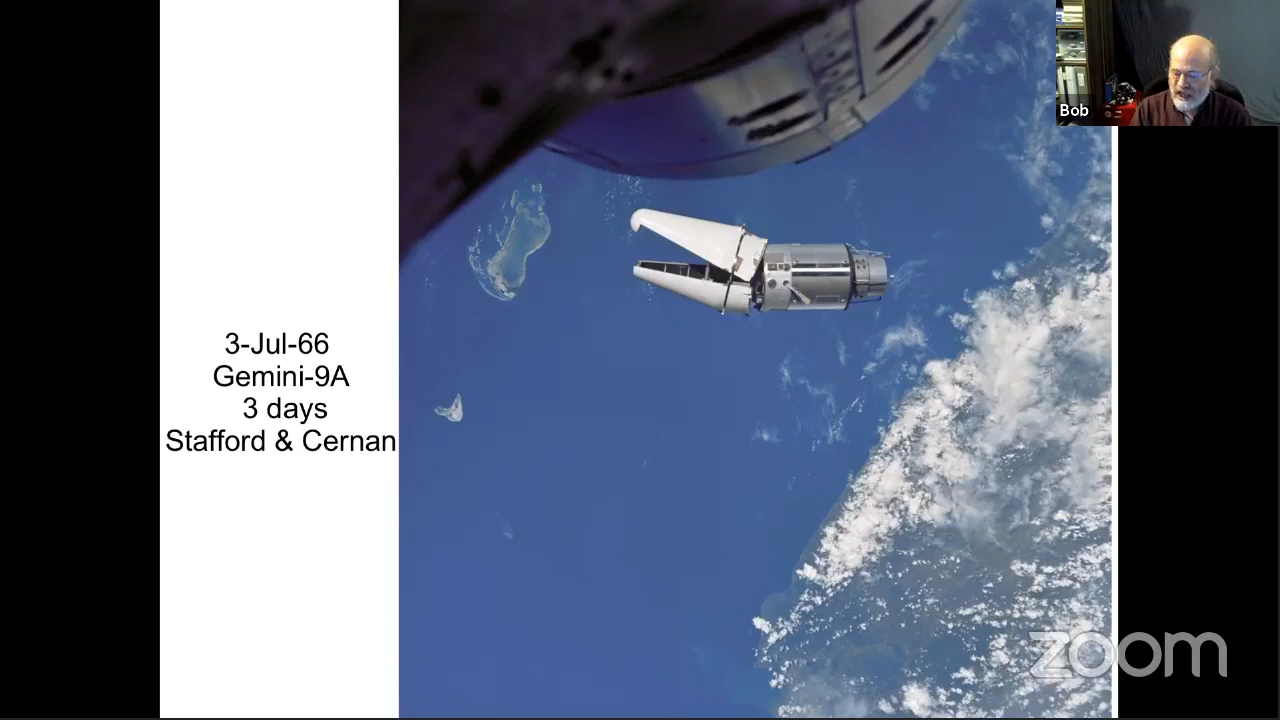 3-Jul-66
Gemini-9A
3 days
Stafford & Cernan
Bob
zoom